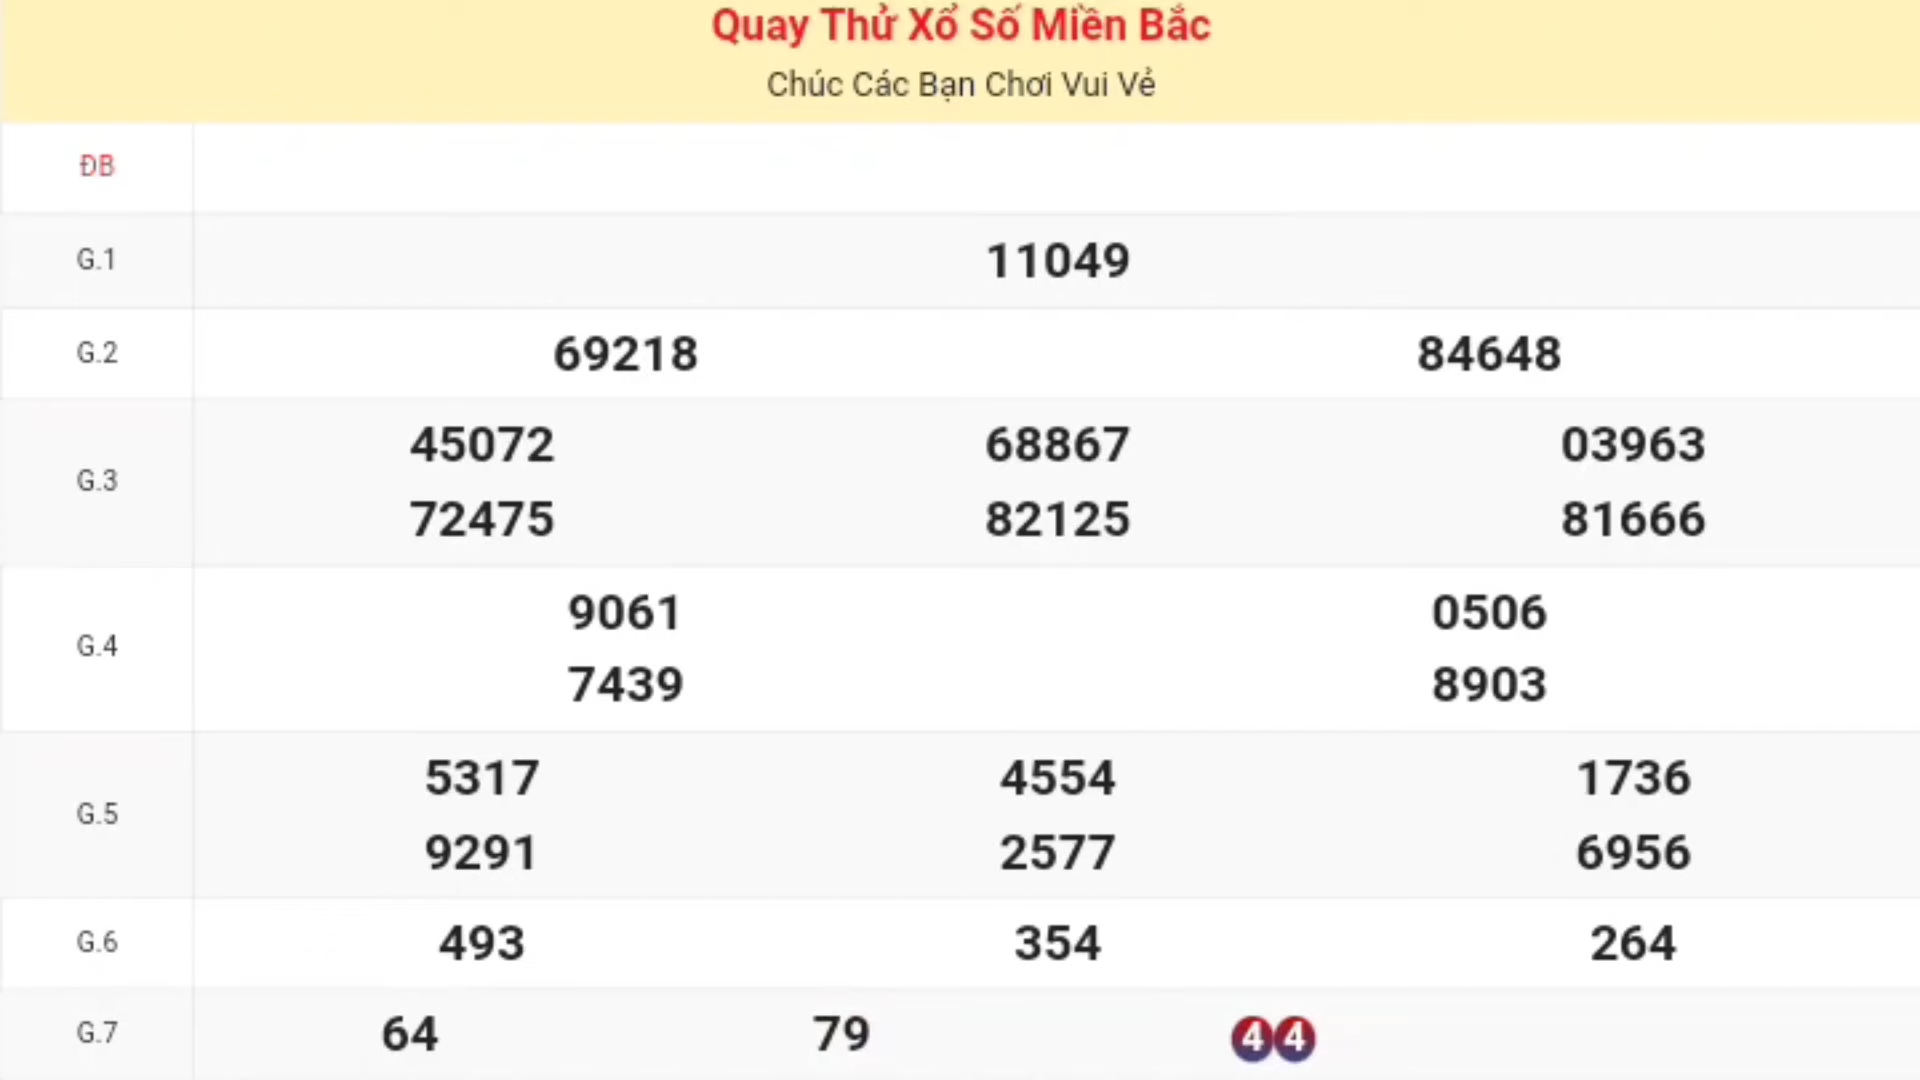 Quay Thử Xổ Số Miền Bắc
Chúc Các Bạn Chơi Vui Vẻ
ĐB
G.1 11049
G.2 69218 84648
G.3 45072 68867 03963
72475 82125 81666
G.4 9061 0506
7439 8903
G.5 5317 4554 1736
9291 2577 6956
G.6 493 354 264
G.7 64 79 44